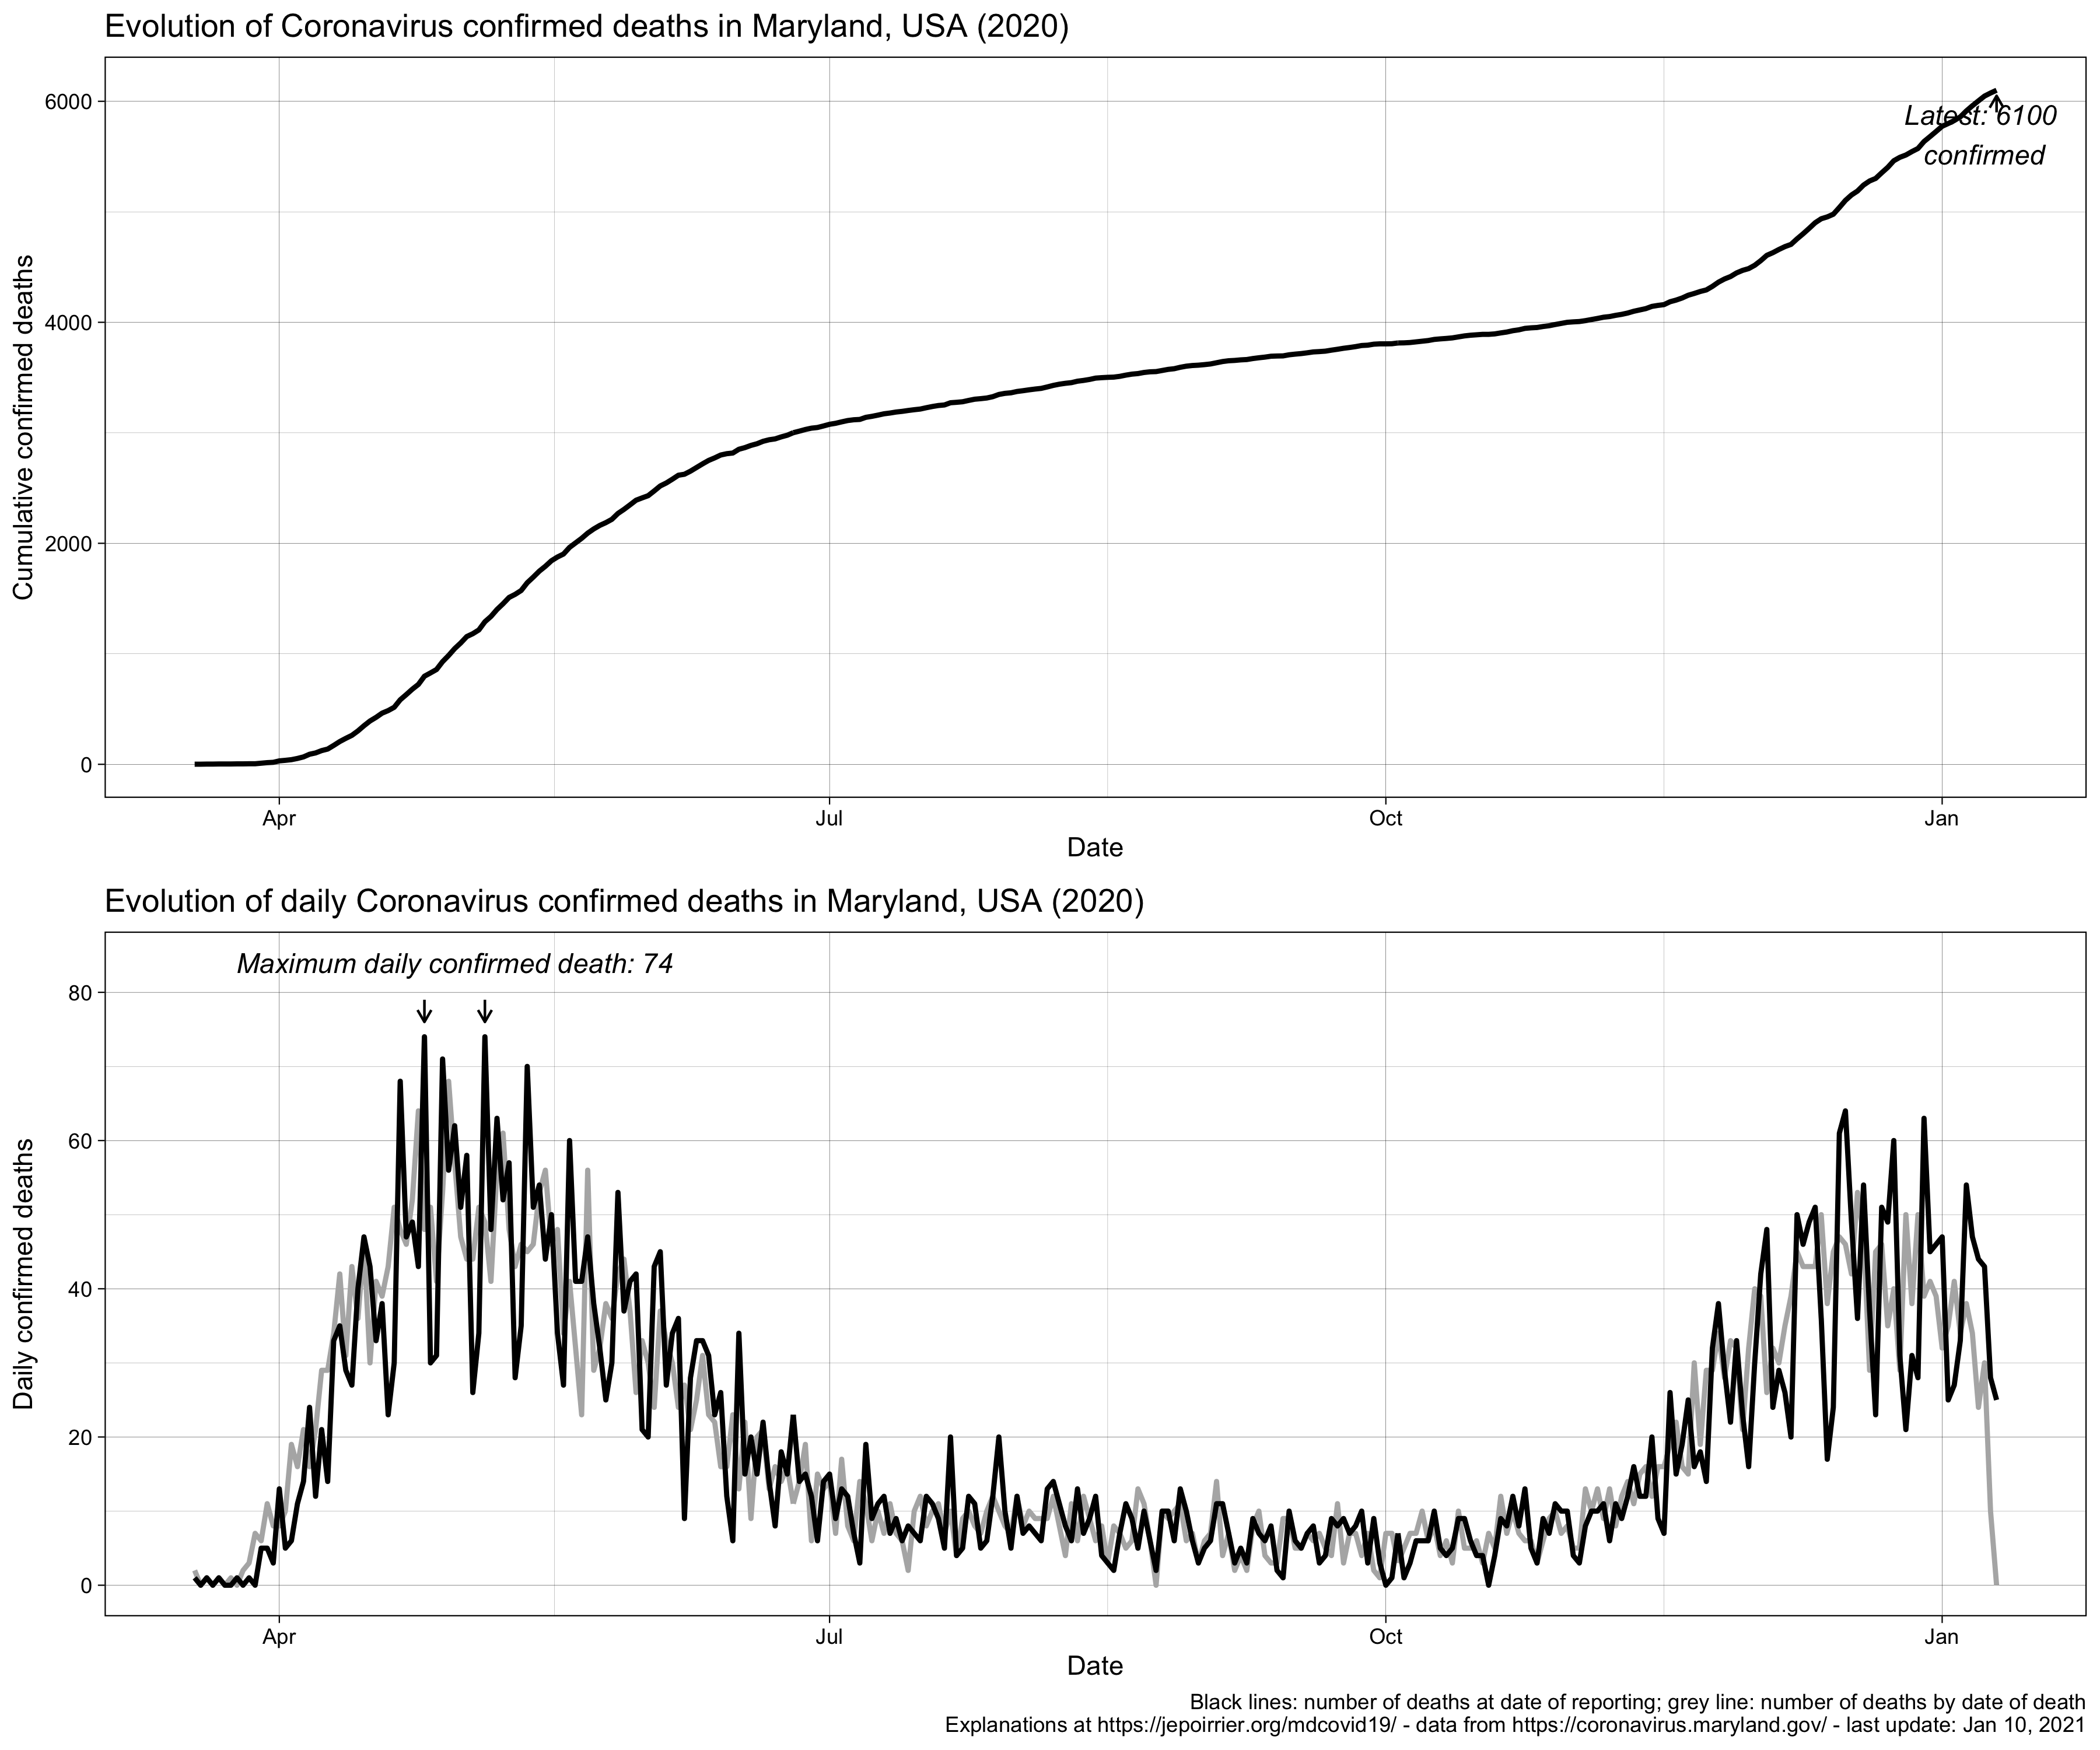 Evolution of Coronavirus confirmed deaths in Maryland, USA (2020)
Cumulative confirmed deaths
6000
4000
2000
0
Latest: 6100
confirmed
Apr
Jul
Oct
Jan
Date
Evolution of daily Coronavirus confirmed deaths in Maryland, USA (2020)
Daily confirmed deaths
Maximum daily confirmed death: 74
80
60
40
20
0
Apr
Jul
Oct
Jan
Date
Black lines: number of deaths at date of reporting; grey line: number of deaths by date of death
Explanations at https://jepoirrier.org/mdcovid19/ - data from https://coronavirus.maryland.gov/ - last update: Jan 10, 2021